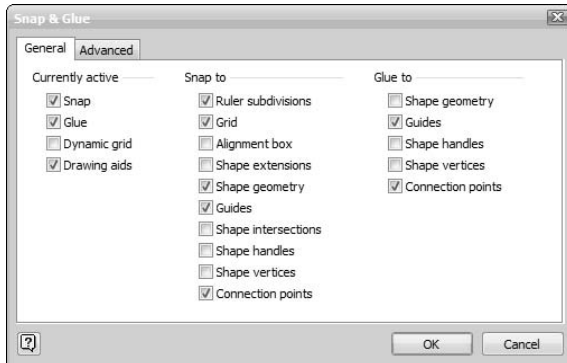 Snap & Glue
General
Advanced
Currently active
Snap
Glue
Dynamic grid
Drawing aids
Snap to
Ruler subdivisions
Grid
Alignment box
Shape extensions
Shape geometry
Guides
Shape intersections
Shape handles
Shape vertices
Connection points
Glue to
Shape geometry
Guides
Shape handles
Shape vertices
Connection points
?
OK
Cancel